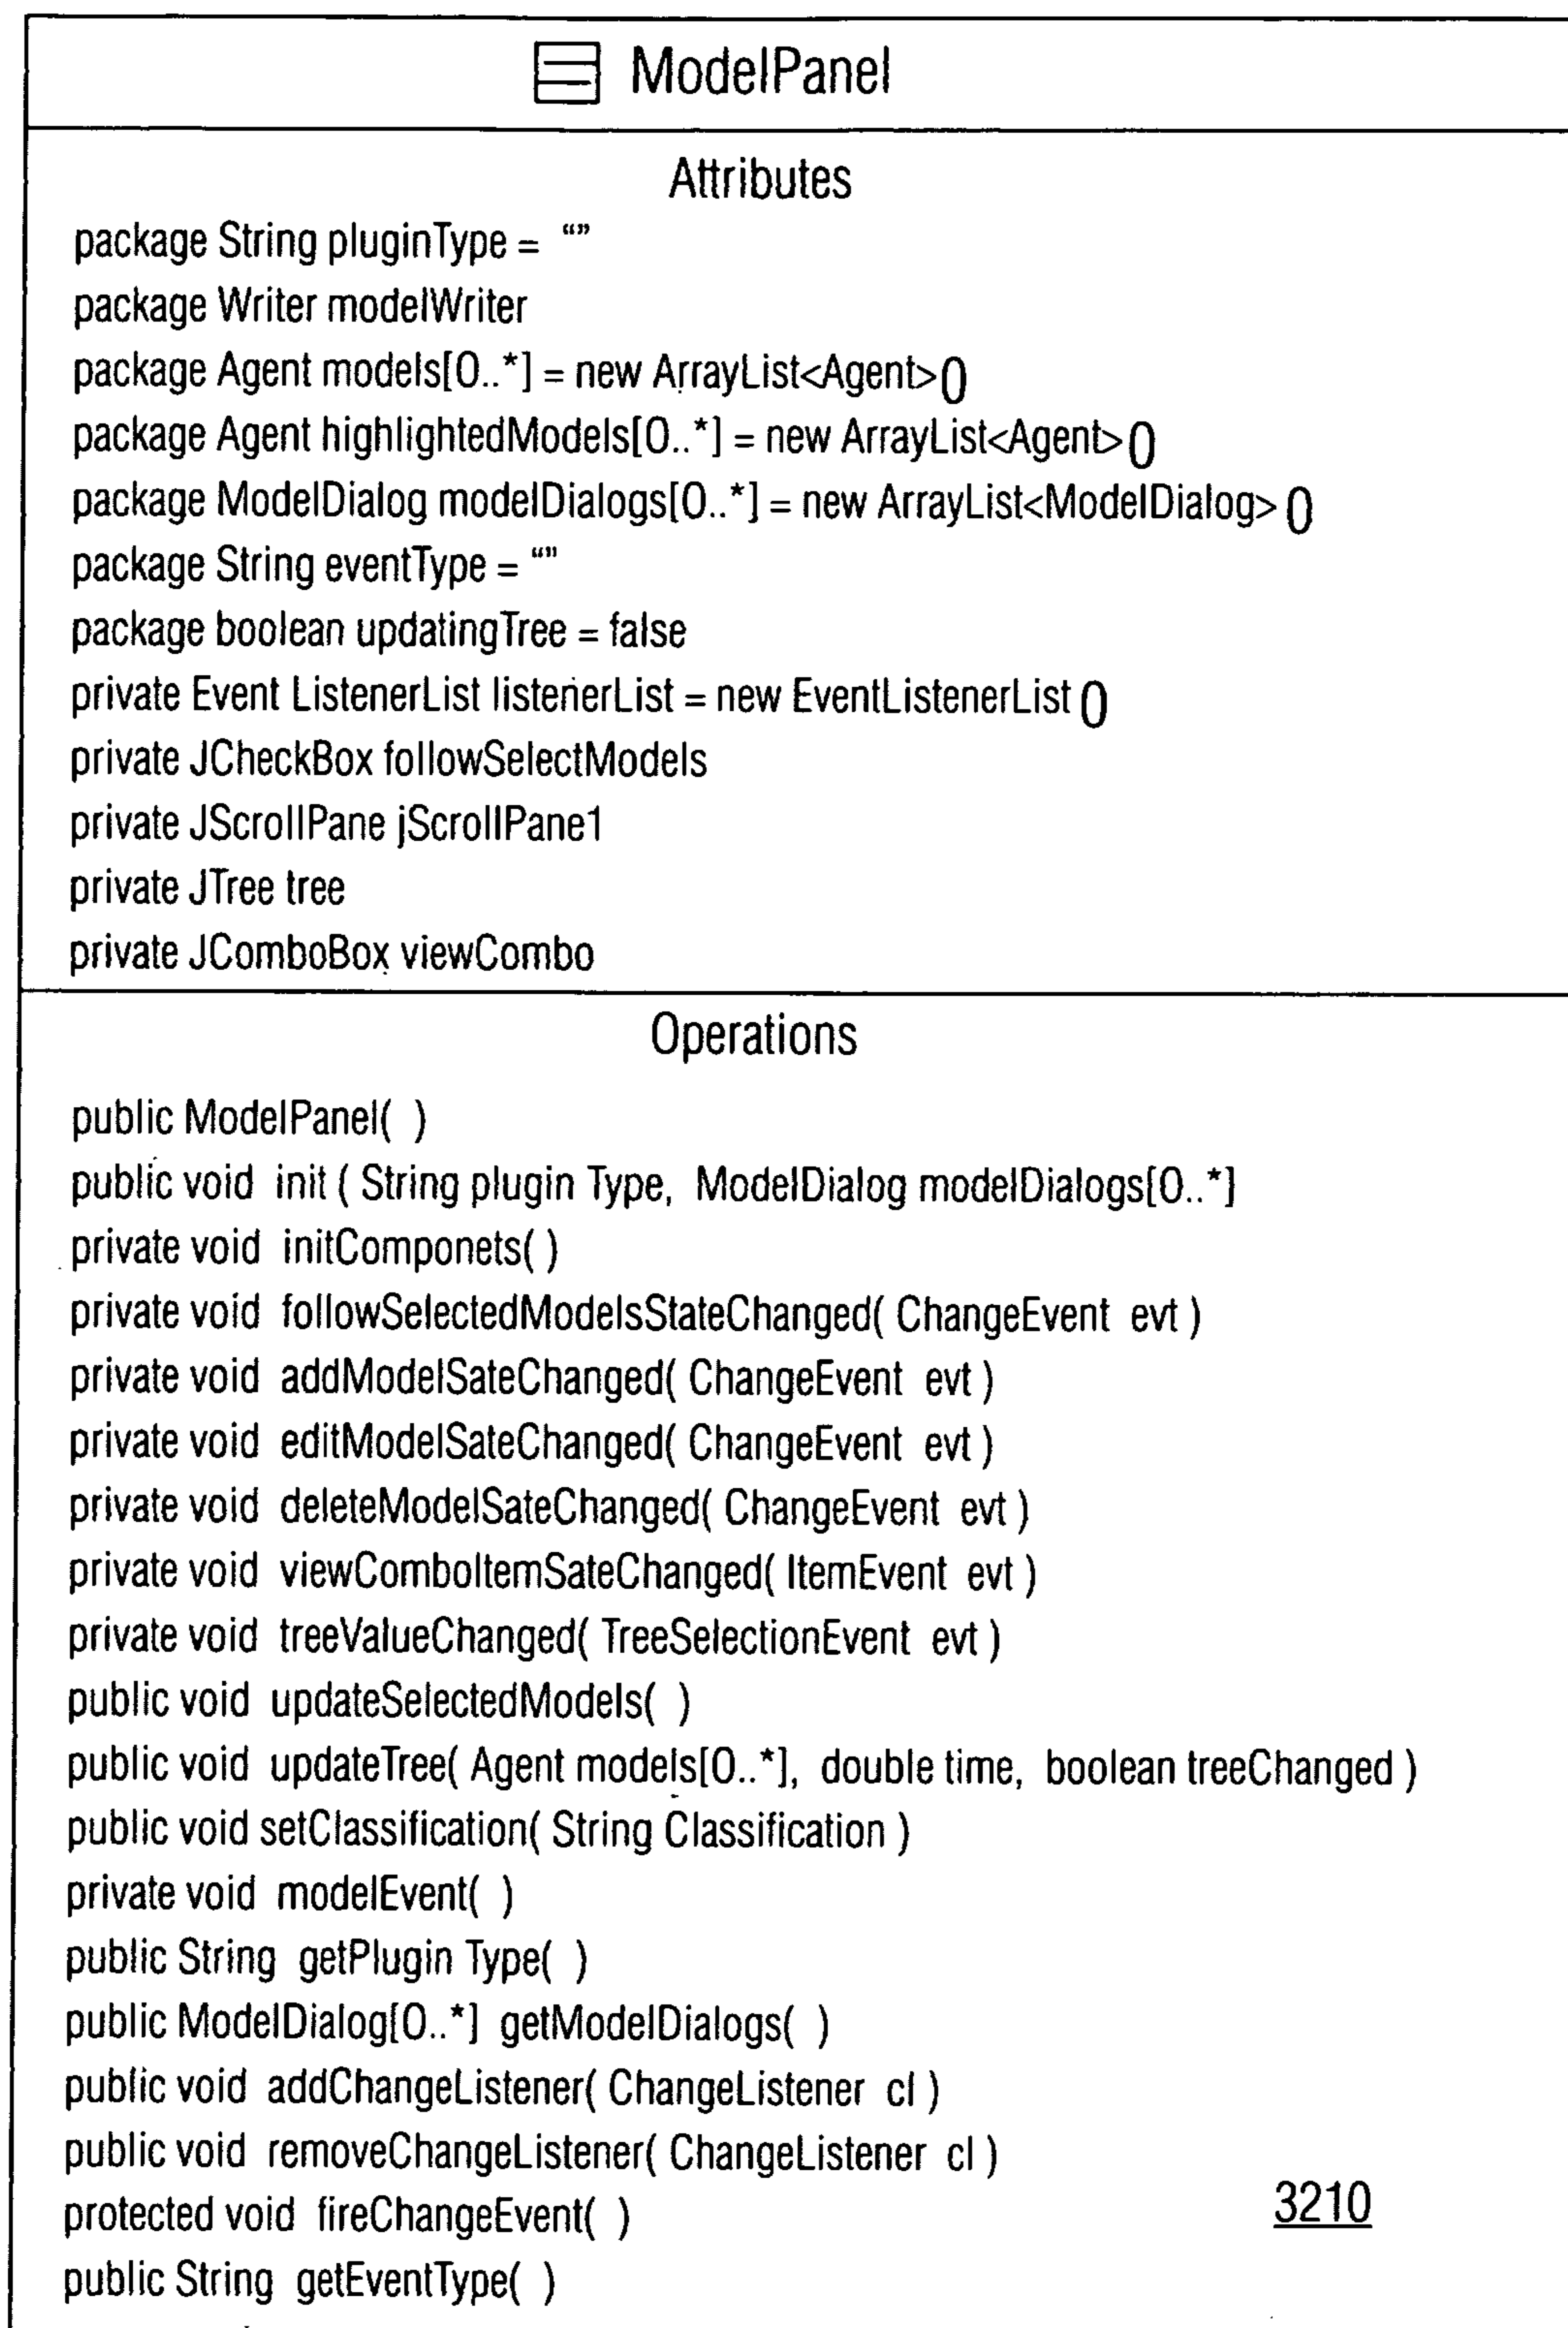 ModelPanel
Attributes
package String pluginType = “”
package Writer modelWriter
package Agent models[0..*] = new ArrayList<Agent>()
package Agent highlightedModels[0..*] = new ArrayList<Agent>()
package ModelDialog modelDialogs[0..*] = new ArrayList<ModelDialog>()
package String eventType = “”
package boolean updatingTree = false
private Event ListenerList listenerList = new EventListenerList()
private JCheckBox followSelectModels
private JScrollPane jScrollPane1
private JTree tree
private JComboBox viewCombo
Operations
public ModelPanel( )
public void init ( String plugin Type, ModelDialog modelDialogs[0..*]
private void initComponets( )
private void followSelectedModelsStateChanged( ChangeEvent evt )
private void addModelSateChanged( ChangeEvent evt )
private void editModelSateChanged( ChangeEvent evt )
private void deleteModelSateChanged( ChangeEvent evt )
private void viewComboItemSateChanged( ItemEvent evt )
private void treeValueChanged( TreeSelectionEvent evt )
public void updateSelectedModels( )
public void updateTree( Agent models[0..*], double time, boolean treeChanged )
public void setClassification( String Classification )
private void modelEvent( )
public String getPlugin Type( )
public ModelDialog[0..*] getModelDialogs( )
public void addChangeListener( ChangeListener cl )
public void removeChangeListener( ChangeListener cl )
protected void fireChangeEvent( )
3210
public String getEventType( )